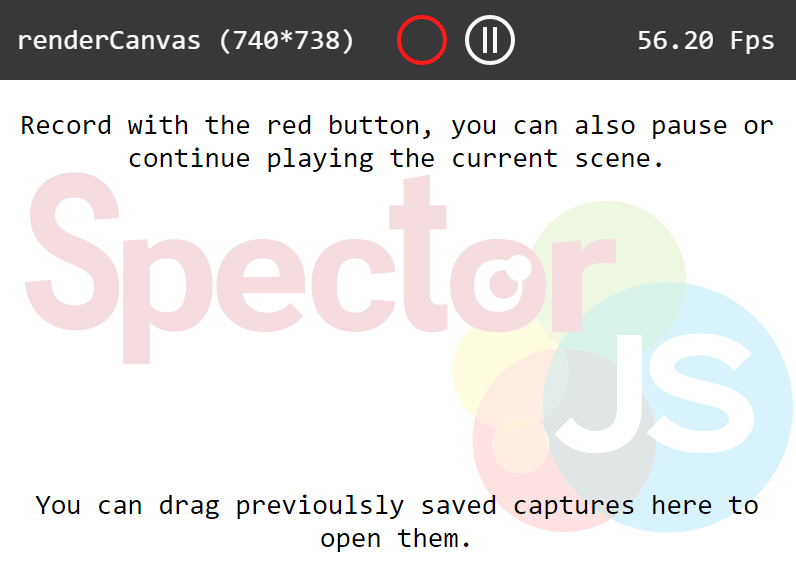 renderCanvas (740*738) 56.20 Fps
Record with the red button, you can also pause or
continue playing the current scene.
Spector
JS
You can drag previoulsly saved captures here to
open them.